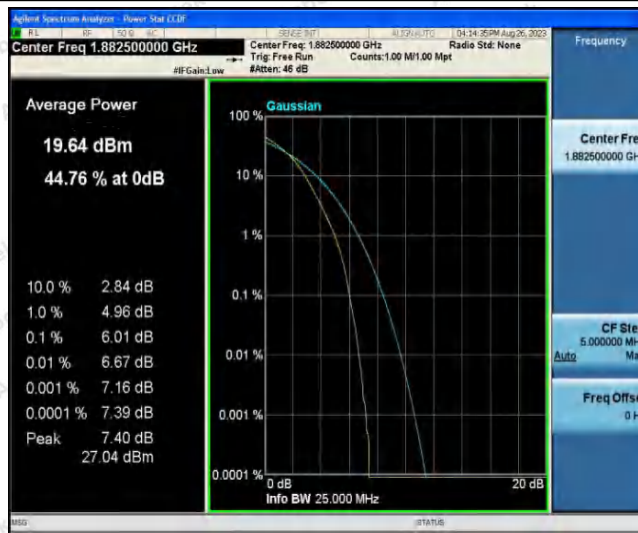 Agilent Spectrum Analyzer - Power Stat CCDF
RL RF 50 Ω AC SENSE:INT ALIGN AUTO 04:14:35PM Aug 26, 2023
Center Freq 1.882500000 GHz
Center Freq: 1.882500000 GHz Radio Std: None
Trig: Free Run Counts:1.00 M/1.00 Mpt
#IFGain:Low #Atten: 46 dB
Frequency
Average Power
19.64 dBm
44.76 % at 0dB
10.0 % 2.84 dB
1.0 % 4.96 dB
0.1 % 6.01 dB
0.01 % 6.67 dB
0.001 % 7.16 dB
0.0001 % 7.39 dB
Peak 7.40 dB
27.04 dBm
Gaussian
100 %
10 %
1 %
0.1 %
0.01 %
0.001 %
0.0001 %
0 dB 20 dB
Info BW 25.000 MHz
Center Fre
1.882500000 GH
CF Ste
5.000000 MH
Auto Ma
Freq Offse
0 H
MSG STATUS